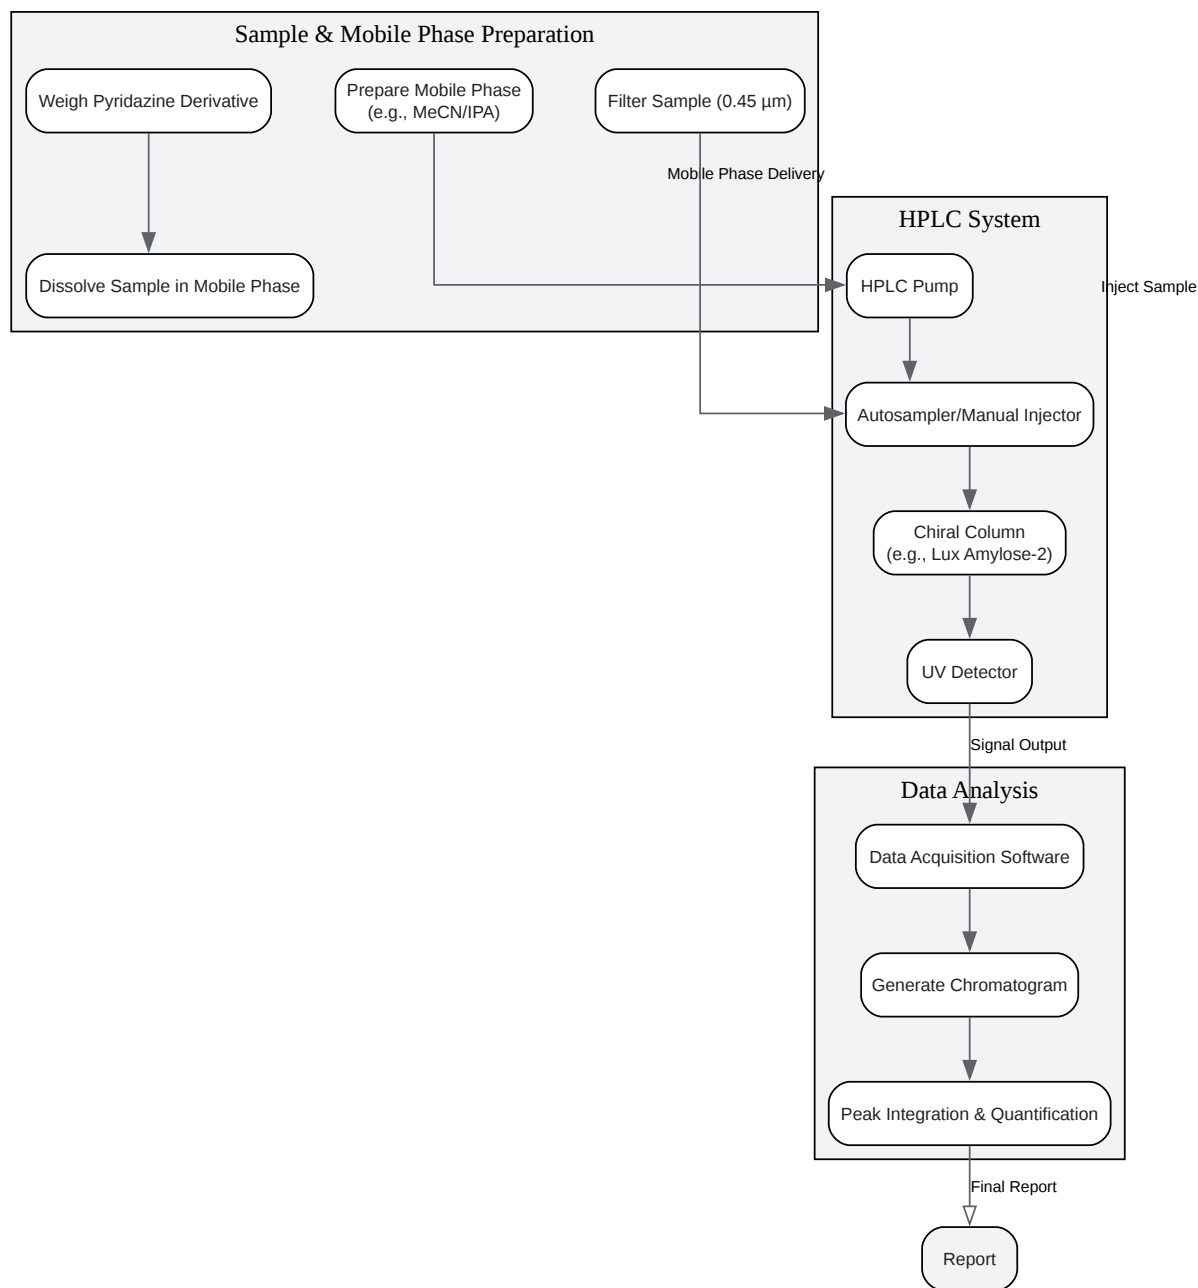 Sample & Mobile Phase Preparation
Weigh Pyridazine Derivative
Prepare Mobile Phase
(e.g., MeCN/IPA)
Filter Sample (0.45 µm)
Mobile Phase Delivery
Dissolve Sample in Mobile Phase
HPLC System
HPLC Pump
Inject Sample
Autosampler/Manual Injector
Chiral Column
(e.g., Lux Amylose-2)
UV Detector
Signal Output
Data Analysis
Data Acquisition Software
Generate Chromatogram
Peak Integration & Quantification
Final Report
Report